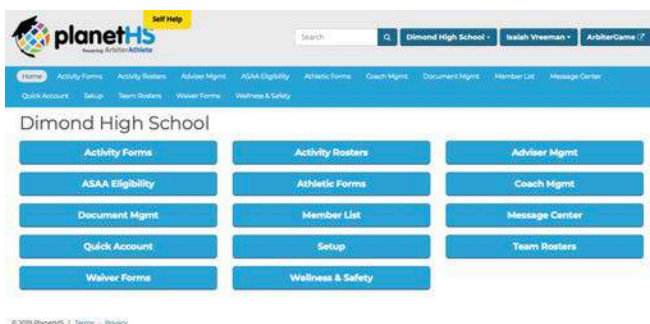 Self Help
planetHS
Powering ArbiterAthlete
Search
Dimond High School
Isaiah Vreeman
ArbiterGame
Home Activity Forms Activity Rosters Adviser Mgmt ASAA Eligibility Athletic Forms Coach Mgmt Document Mgmt Member List Message Center
Quick Account Setup Team Rosters Waiver Forms Wellness & Safety
Dimond High School
Activity Forms Activity Rosters Adviser Mgmt
ASAA Eligibility Athletic Forms Coach Mgmt
Document Mgmt Member List Message Center
Quick Account Setup Team Rosters
Waiver Forms Wellness & Safety
© 2019 PlanetHS | Terms - Privacy